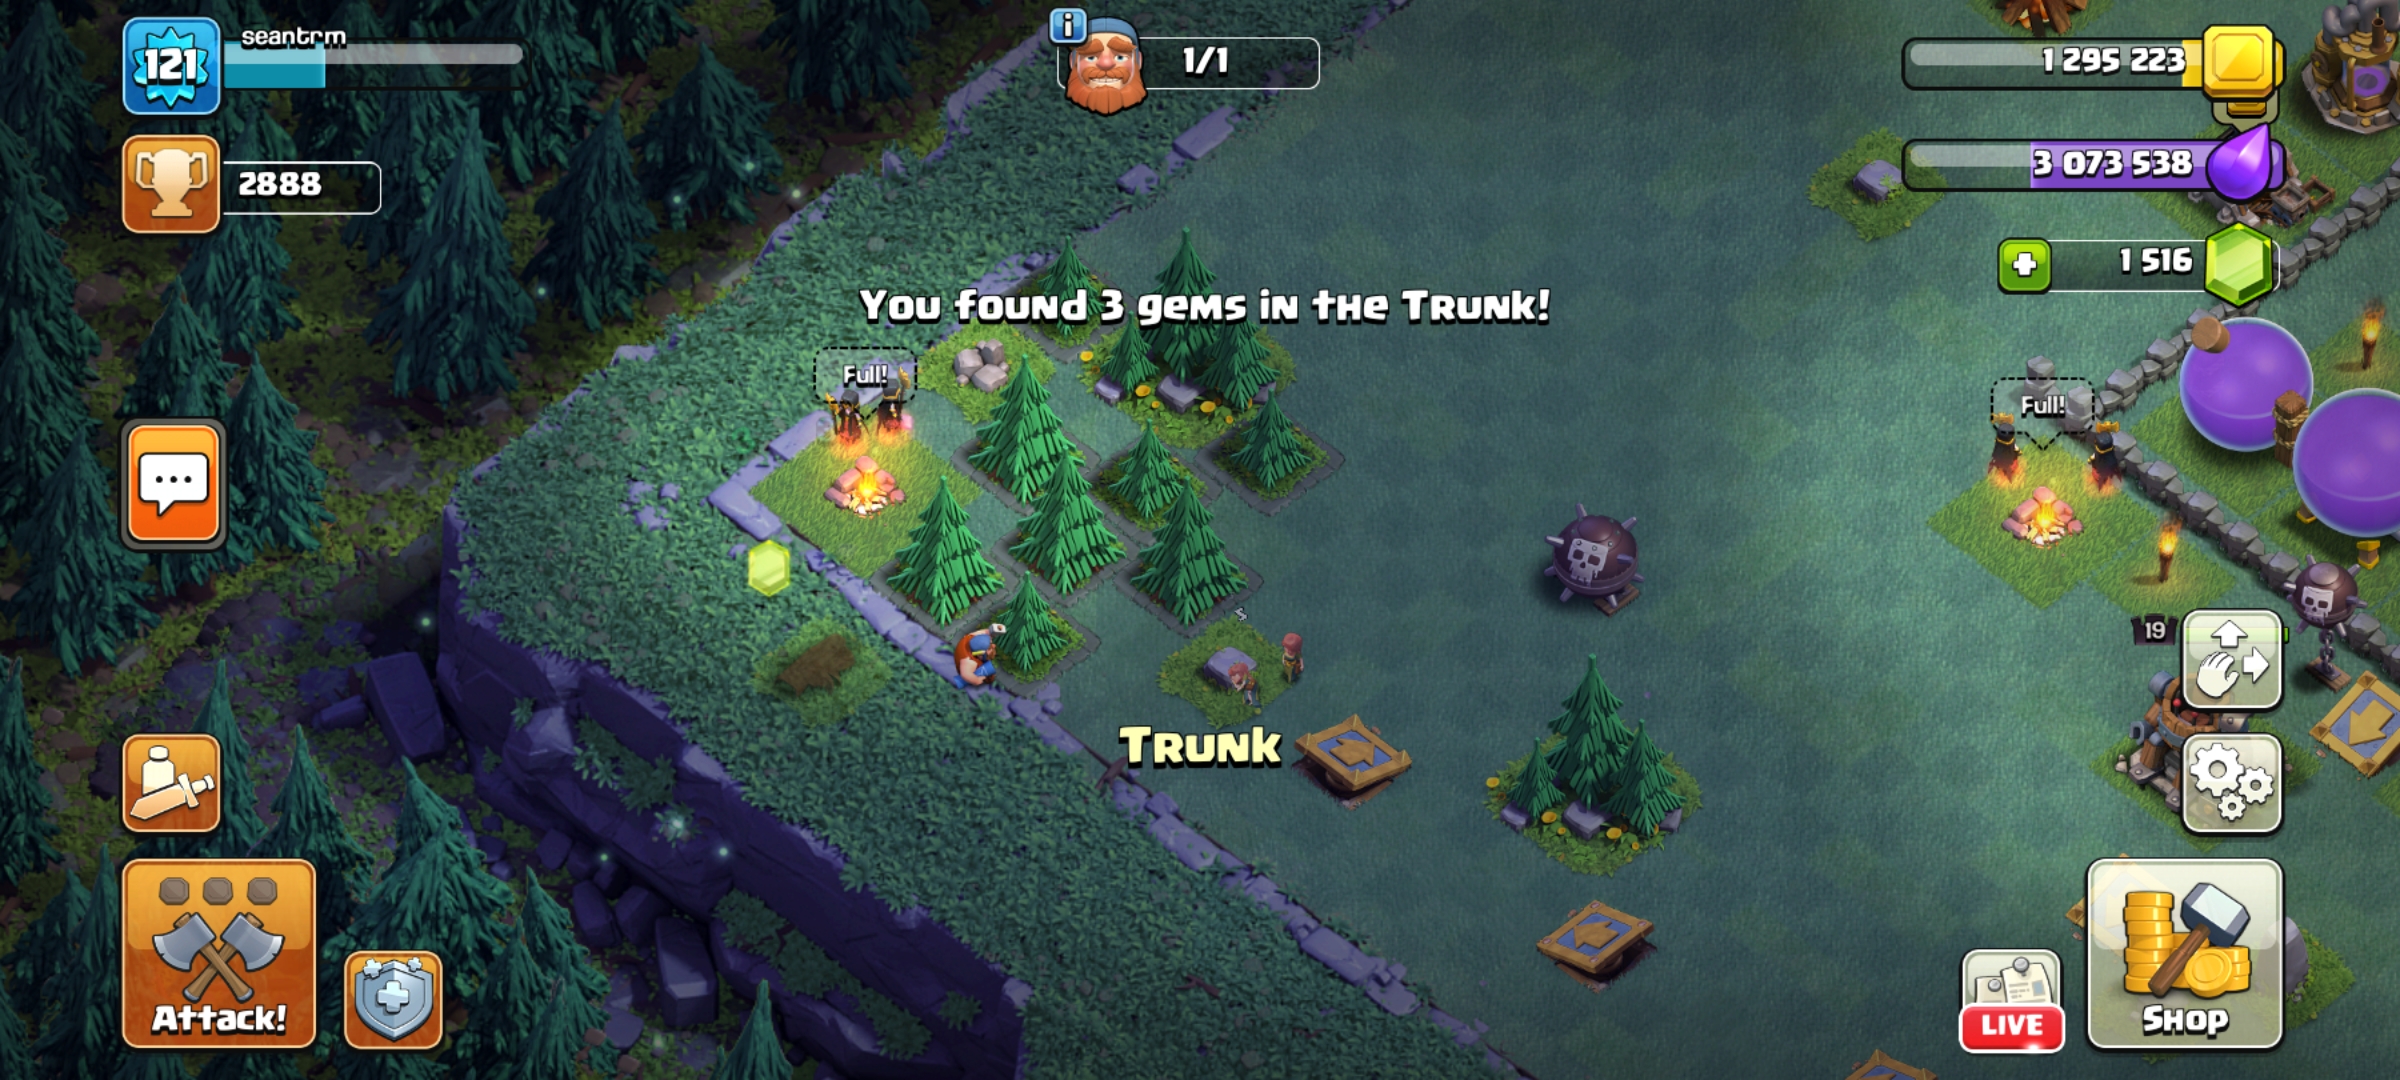 121
seantrm
i
1/1
1 295 223
2888
3 073 538
1 516
You found 3 gems in the Trunk!
Full!
Full!
19
Trunk
Attack!
LIVE
Shop